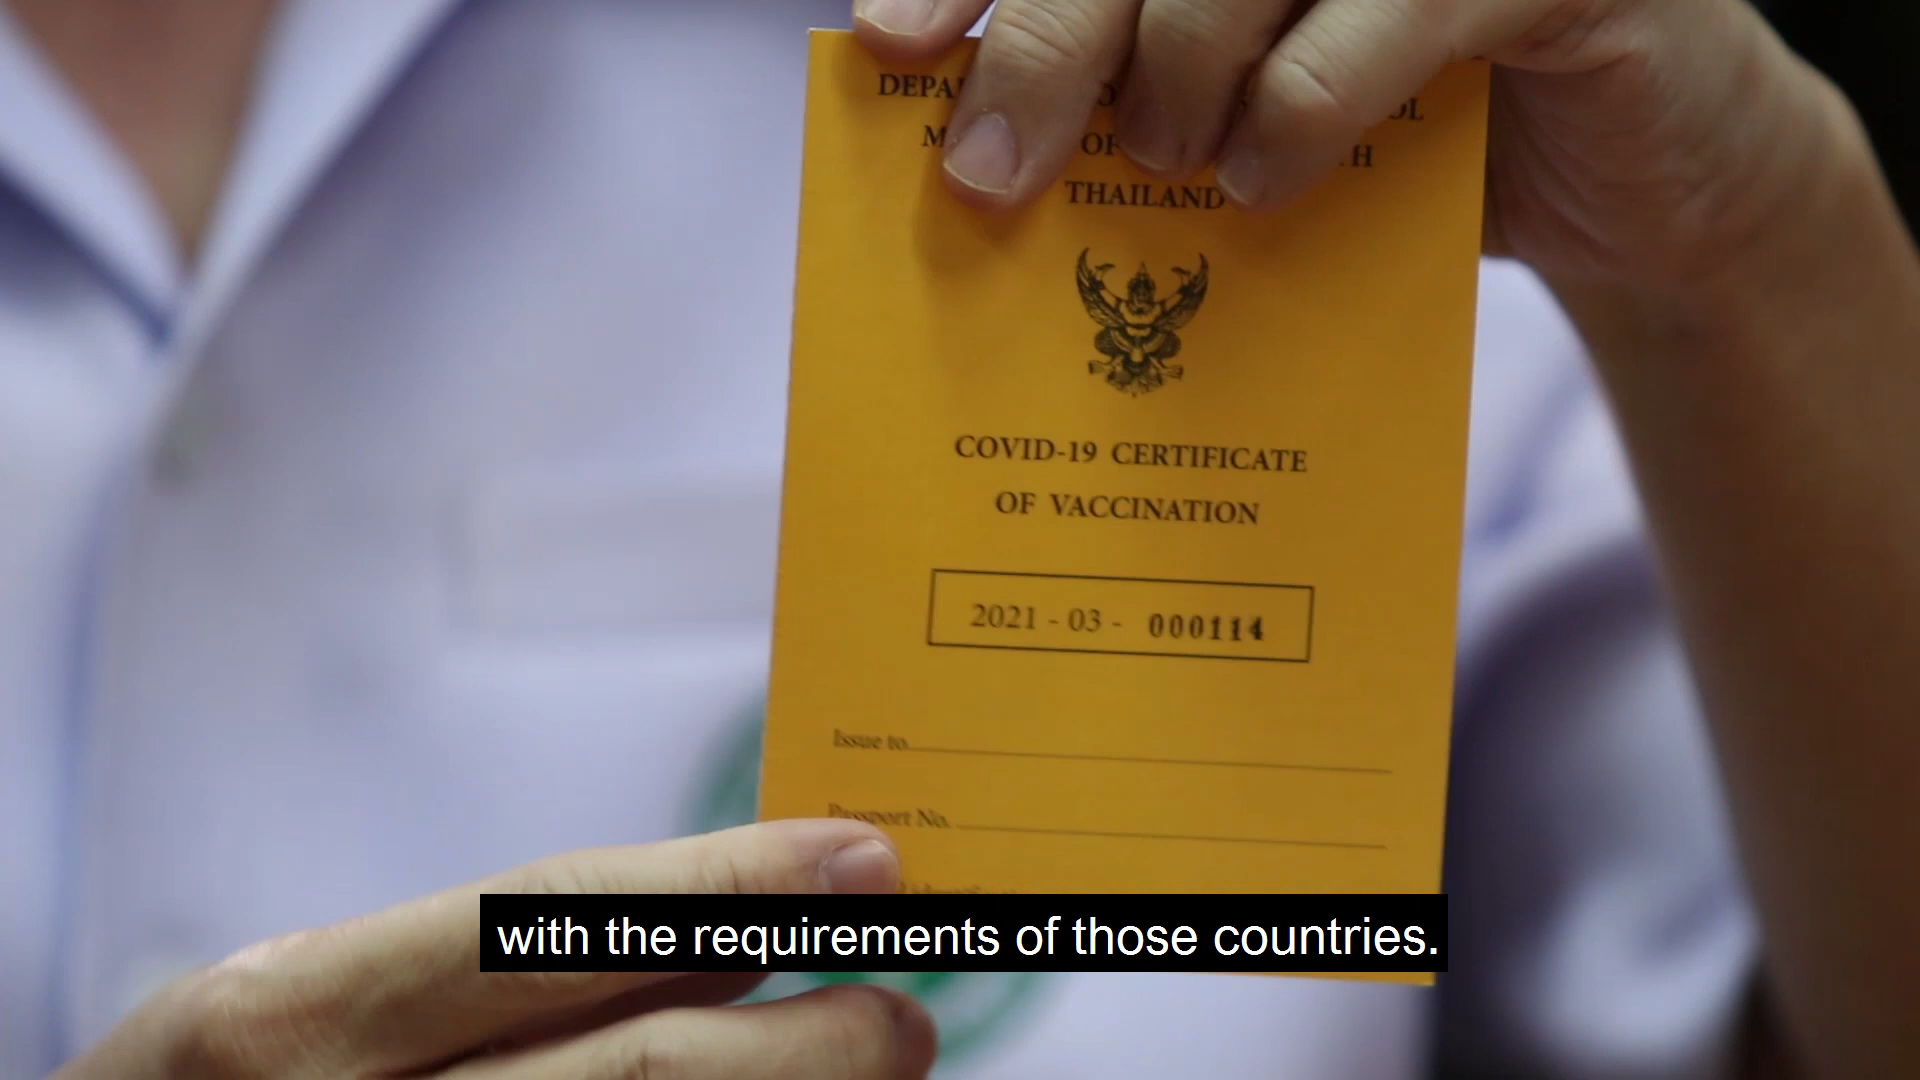 OF
THAILAND
COVID-19 CERTIFICATE
OF VACCINATION
2021 - 03 - 000114
Issue to
Passport No.
with the requirements of those countries.